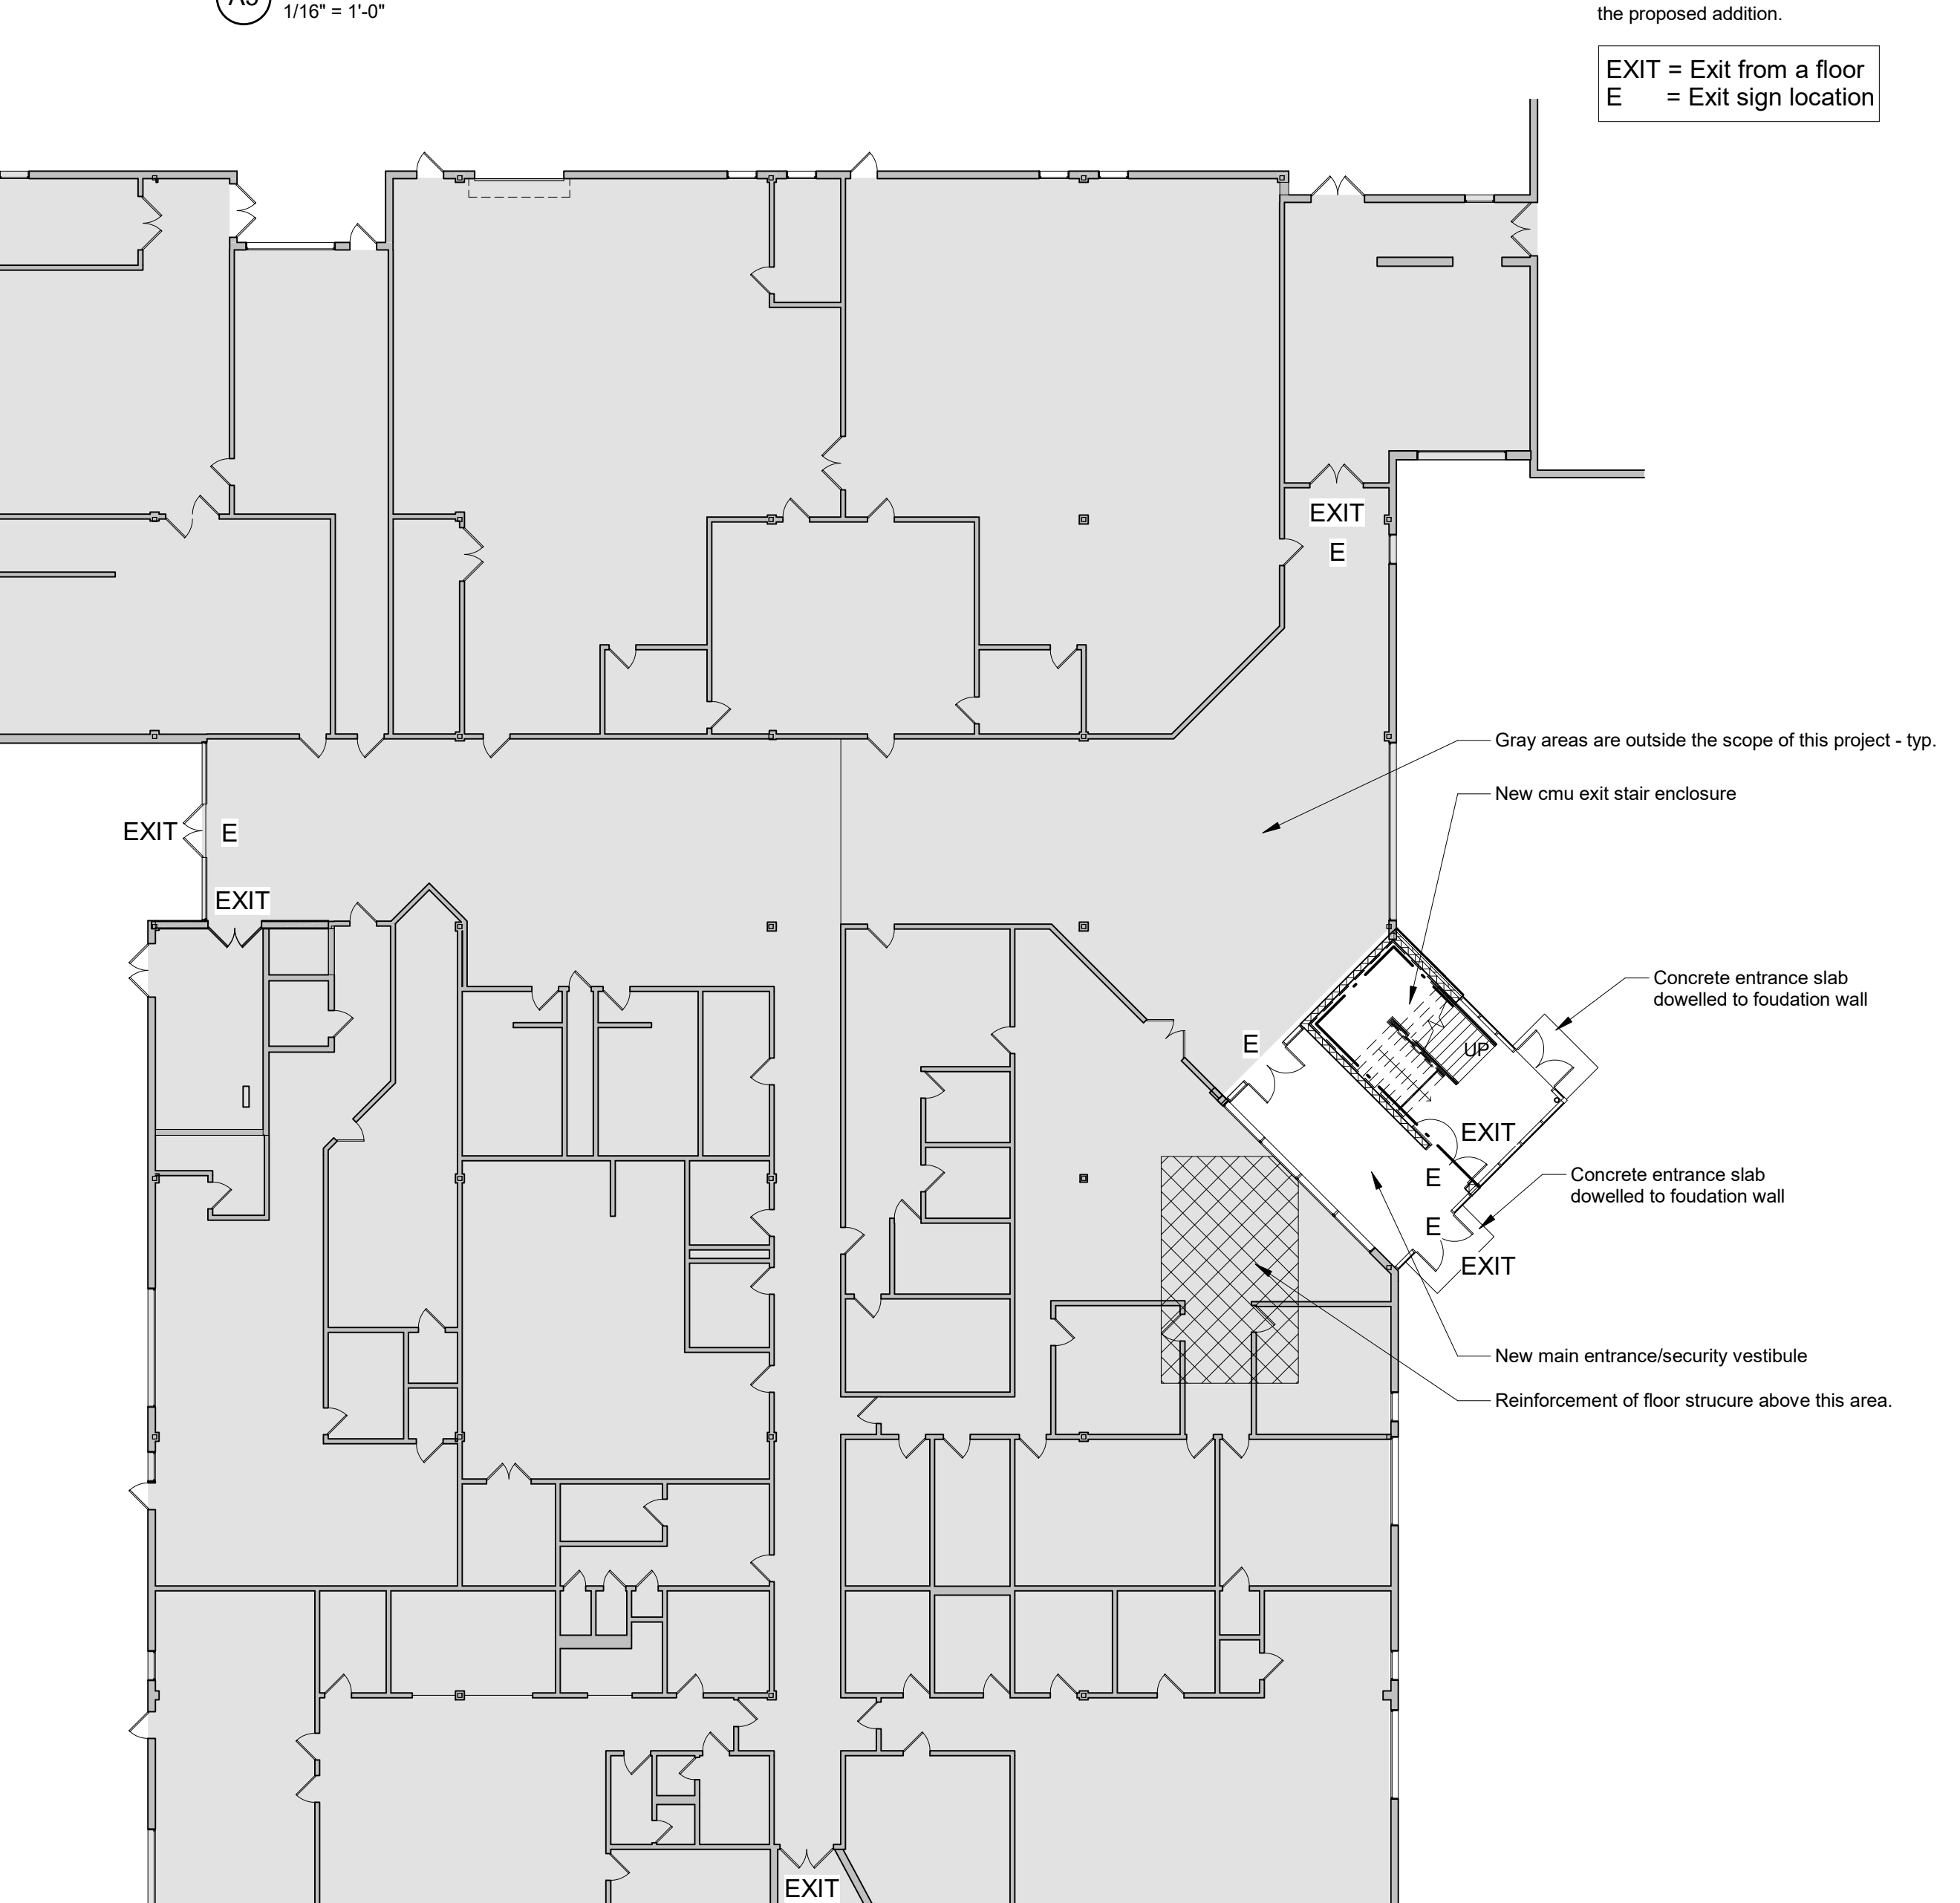 1/16" = 1'-0"
the proposed addition.
EXIT = Exit from a floor
E = Exit sign location
EXIT
E
Gray areas are outside the scope of this project - typ.
New cmu exit stair enclosure
EXIT
E
EXIT
Concrete entrance slab
dowelled to foudation wall
E
UP
EXIT
Concrete entrance slab
dowelled to foudation wall
E
E
EXIT
New main entrance/security vestibule
Reinforcement of floor strucure above this area.
EXIT